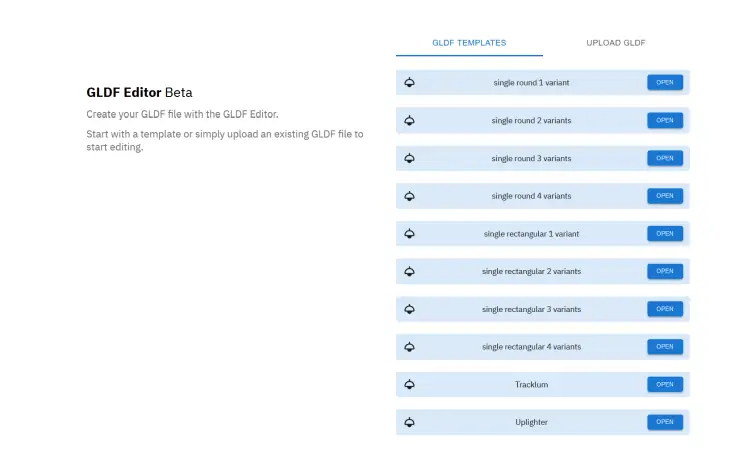 GLDF TEMPLATES
UPLOAD GLDF
GLDF Editor Beta
Create your GLDF file with the GLDF Editor.
Start with a template or simply upload an existing GLDF file to
start editing.
single round 1 variant
OPEN
single round 2 variants
OPEN
single round 3 variants
OPEN
single round 4 variants
OPEN
single rectangular 1 variant
OPEN
single rectangular 2 variants
OPEN
single rectangular 3 variants
OPEN
single rectangular 4 variants
OPEN
Tracklum
OPEN
Uplighter
OPEN